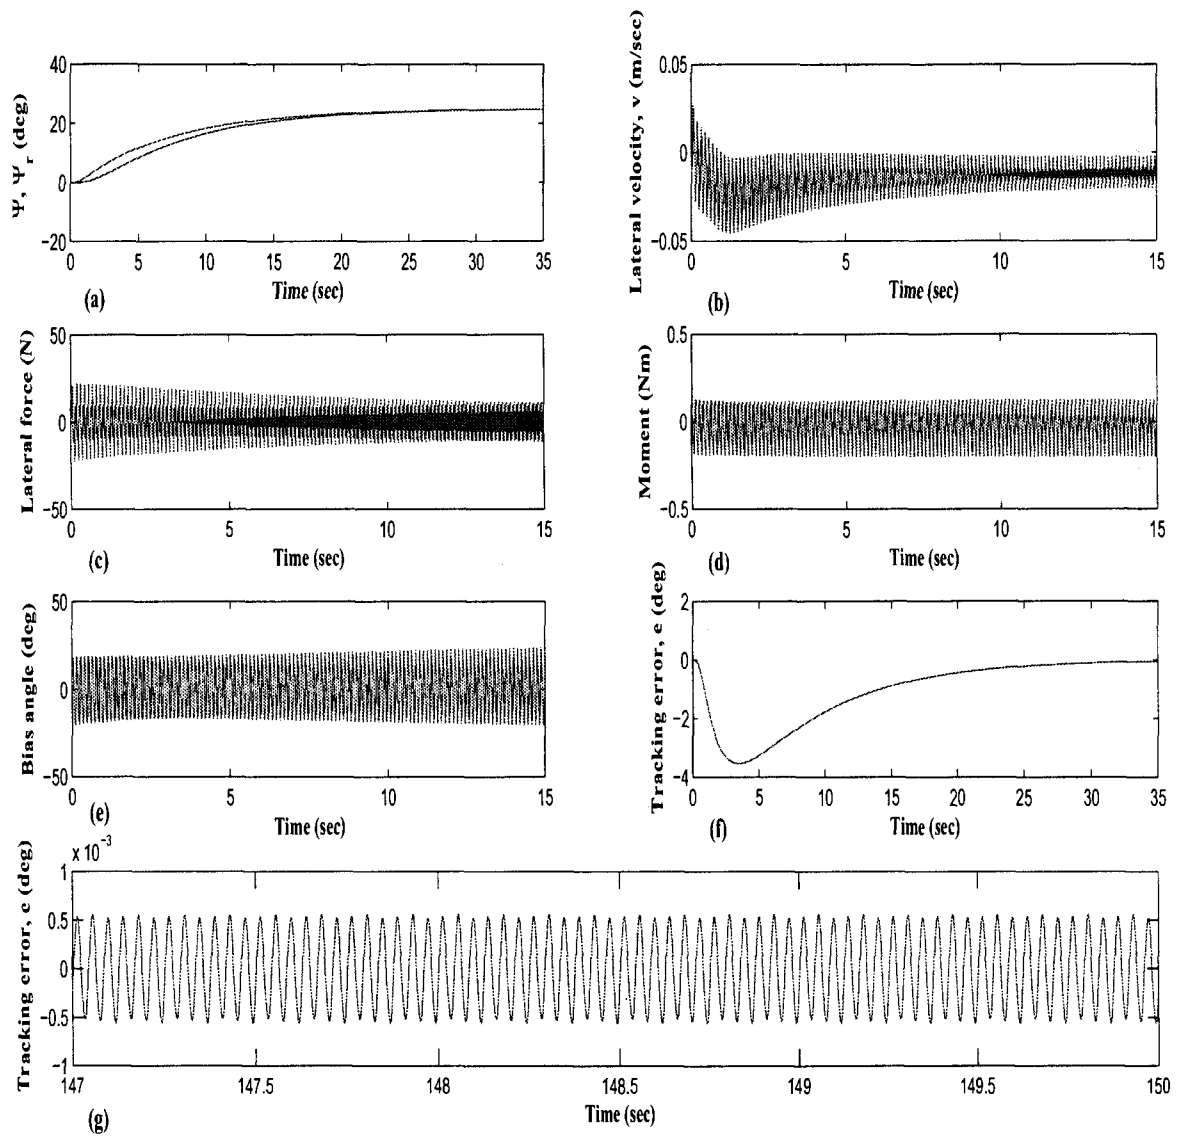 Ψ, Ψr (deg)
40
20
0
−20
0 5 10 15 20 25 30 35
Time (sec)
(a)
Lateral velocity, v (m/sec)
0.05
0
−0.05
0 5 10 15
Time (sec)
(b)
Lateral force (N)
50
0
−50
0 5 10 15
Time (sec)
(c)
Moment (Nm)
0.5
0
−0.5
0 5 10 15
Time (sec)
(d)
Bias angle (deg)
50
0
−50
0 5 10 15
Time (sec)
(e)
Tracking error, e (deg)
2
0
−2
−4
0 5 10 15 20 25 30 35
Time (sec)
(f)
Tracking error, e (deg)
x 10−3
1
0.5
0
−0.5
−1
147 147.5 148 148.5 149 149.5 150
Time (sec)
(g)